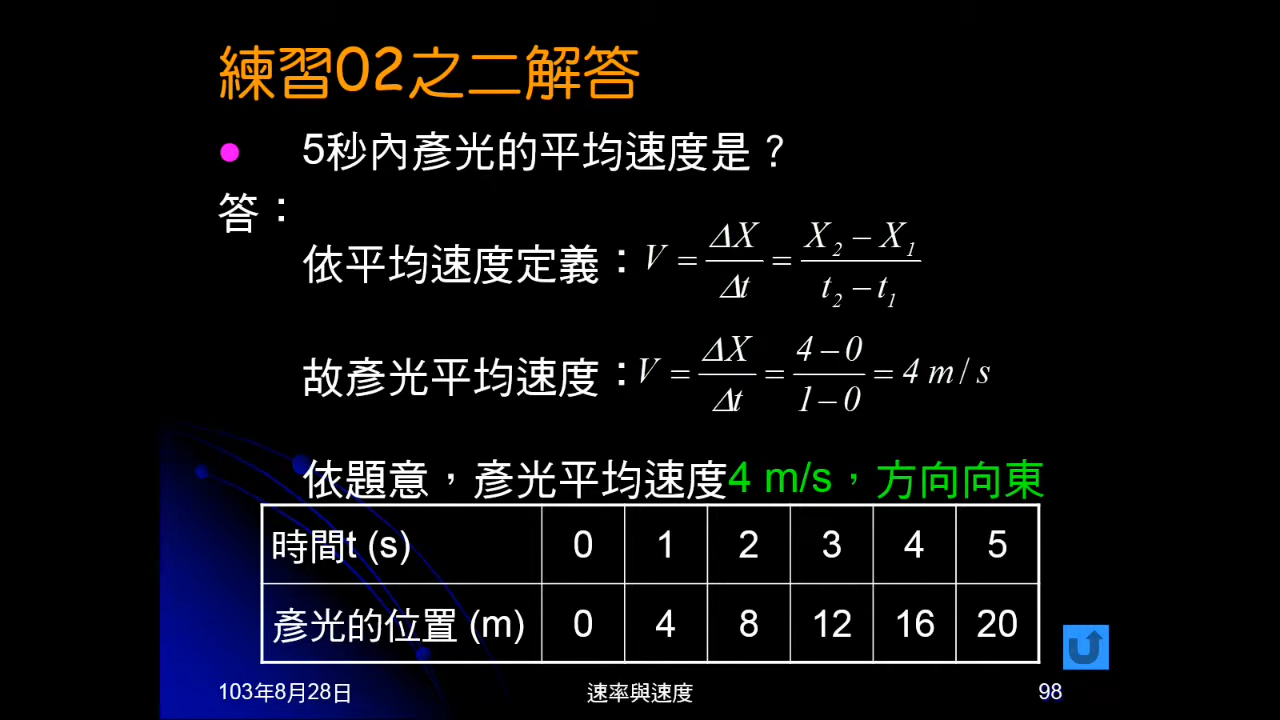 練習02之二解答
● 5秒內彥光的平均速度是？
答：
依平均速度定義：V = ΔX/Δt = (X₂ − X₁)/(t₂ − t₁)
故彥光平均速度：V = ΔX/Δt = (4 − 0)/(1 − 0) = 4 m / s
依題意，彥光平均速度4 m/s，方向向東
時間t (s) 0 1 2 3 4 5
彥光的位置 (m) 0 4 8 12 16 20
103年8月28日 速率與速度 98